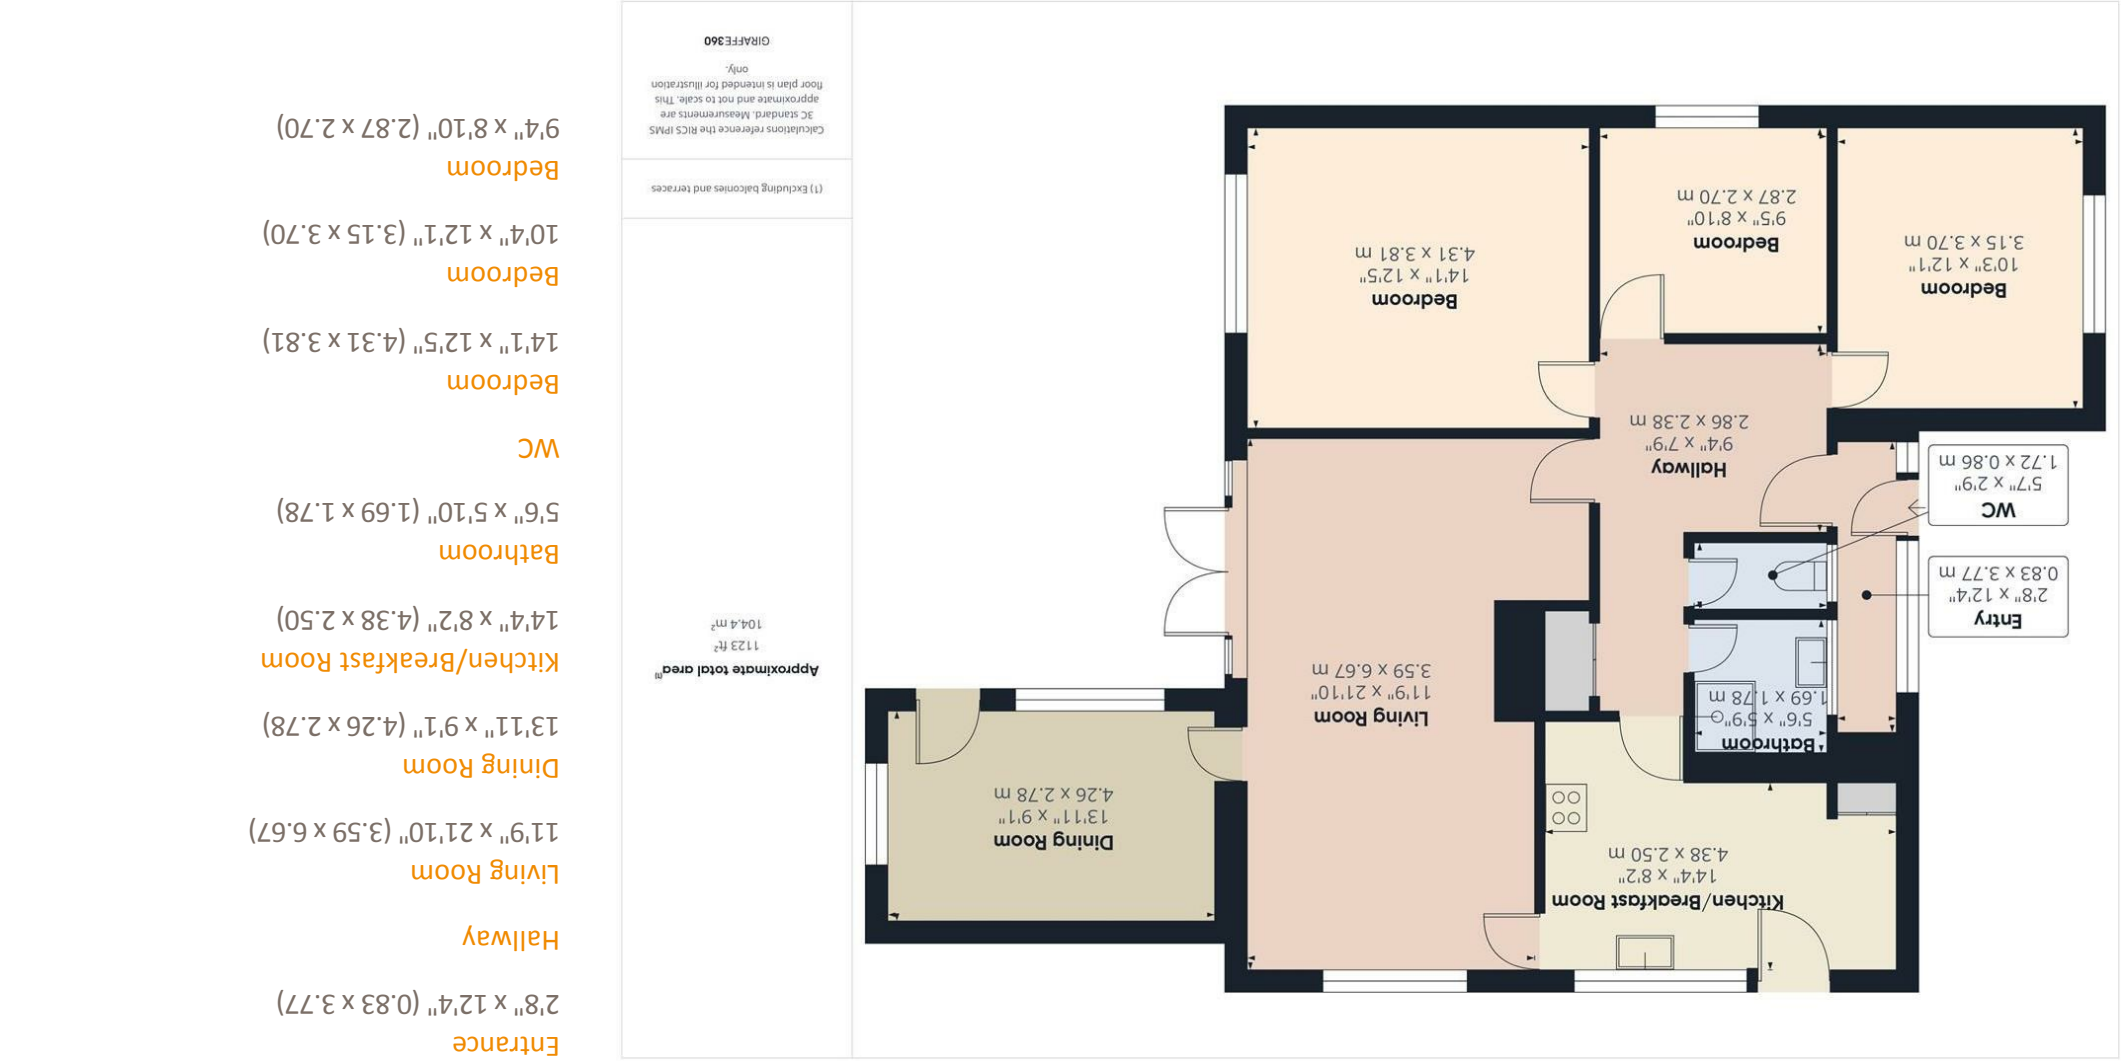 Kitchen/Breakfast Room
14'4" x 8'2"
4.38 x 2.50 m
Dining Room
13'11" x 9'1"
4.26 x 2.78 m
Bathroom
5'6" x 5'9"
1.69 x 1.78 m
Living Room
11'9" x 21'10"
3.59 x 6.67 m
Entry
2'8" x 12'4"
0.83 x 3.77 m
WC
5'7" x 2'9"
1.72 x 0.86 m
Hallway
9'4" x 7'9"
2.86 x 2.38 m
Bedroom
10'3" x 12'1"
3.15 x 3.70 m
Bedroom
9'5" x 8'10"
2.87 x 2.70 m
Bedroom
14'1" x 12'5"
4.31 x 3.81 m
Approximate total area(1)
1123 ft²
104.4 m²
(1) Excluding balconies and terraces
Calculations reference the RICS IPMS
3C standard. Measurements are
approximate and not to scale. This
floor plan is intended for illustration
only.
GIRAFFE360
Entrance
2'8" x 12'4" (0.83 x 3.77)
Hallway
Living Room
11'9" x 21'10" (3.59 x 6.67)
Dining Room
13'11" x 9'1" (4.26 x 2.78)
Kitchen/Breakfast Room
14'4" x 8'2" (4.38 x 2.50)
Bathroom
5'6" x 5'10" (1.69 x 1.78)
WC
Bedroom
14'1" x 12'5" (4.31 x 3.81)
Bedroom
10'4" x 12'1" (3.15 x 3.70)
Bedroom
9'4" x 8'10" (2.87 x 2.70)